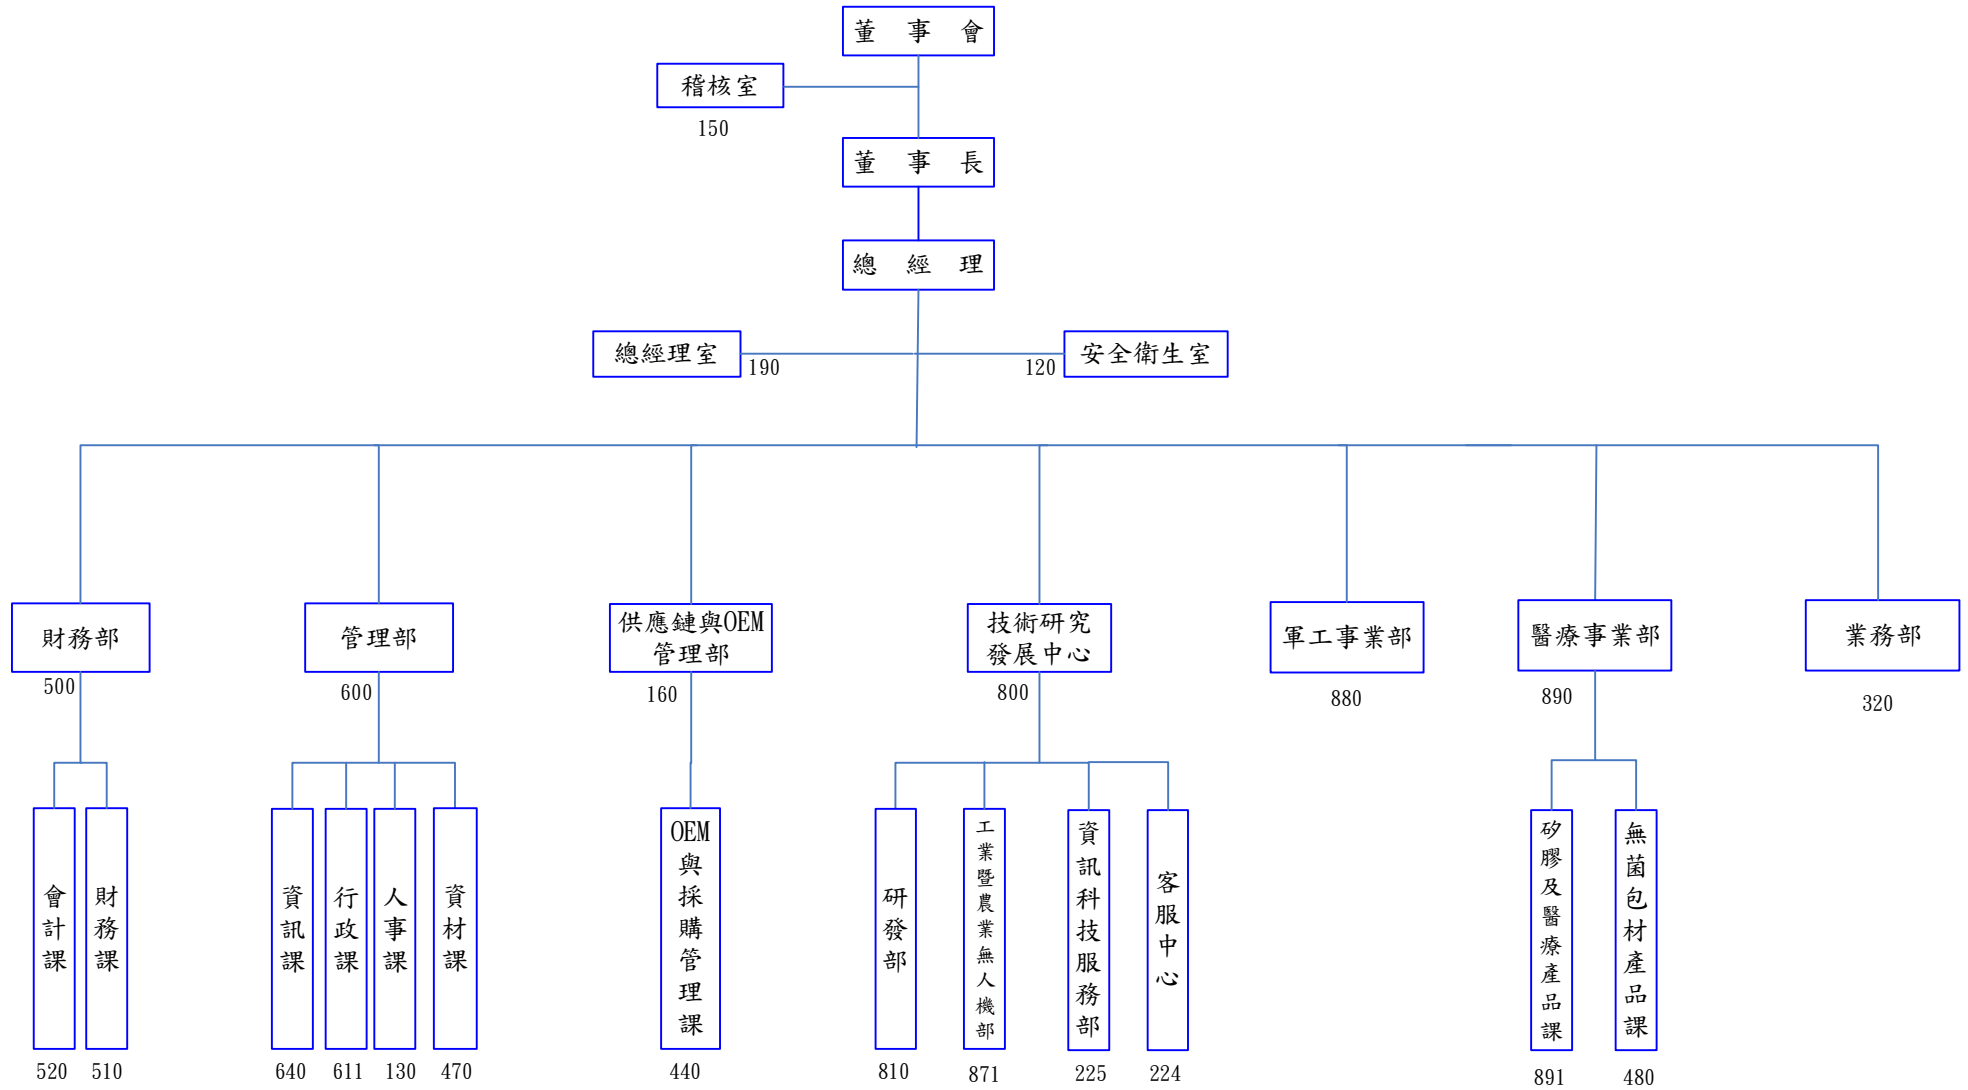 董 事 會
稽核室
150
董 事 長
總 經 理
總經理室
190
120
安全衛生室
財務部
500
管理部
600
供應鏈與OEM
管理部
160
技術研究
發展中心
800
軍工事業部
880
醫療事業部
890
業務部
320
會計課
520
財務課
510
資訊課
640
行政課
611
人事課
130
資材課
470
OEM與採購管理課
440
研發部
810
工業暨農業無人機部
871
資訊科技服務部
225
客服中心
224
矽膠及醫療產品課
891
無菌包材產品課
480